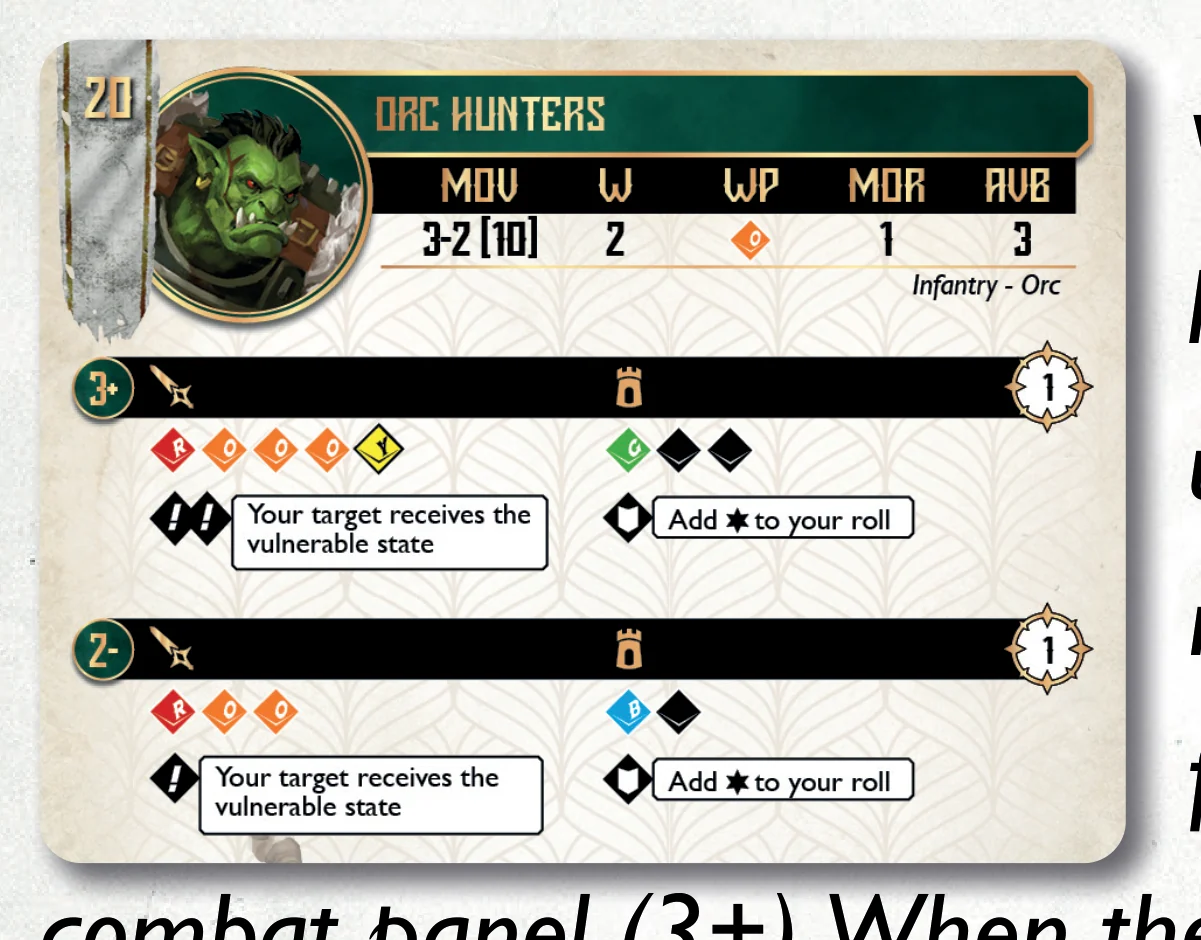 20
ORC HUNTERS
MOV W WP MOR AVB
3-2 [10] 2 O 1 3
Infantry - Orc
3+ 1
R O O O Y G
! ! Your target receives the
vulnerable state
Add to your roll
2- 1
R O O B
! Your target receives the
vulnerable state
Add to your roll
combat panel (3+) When the